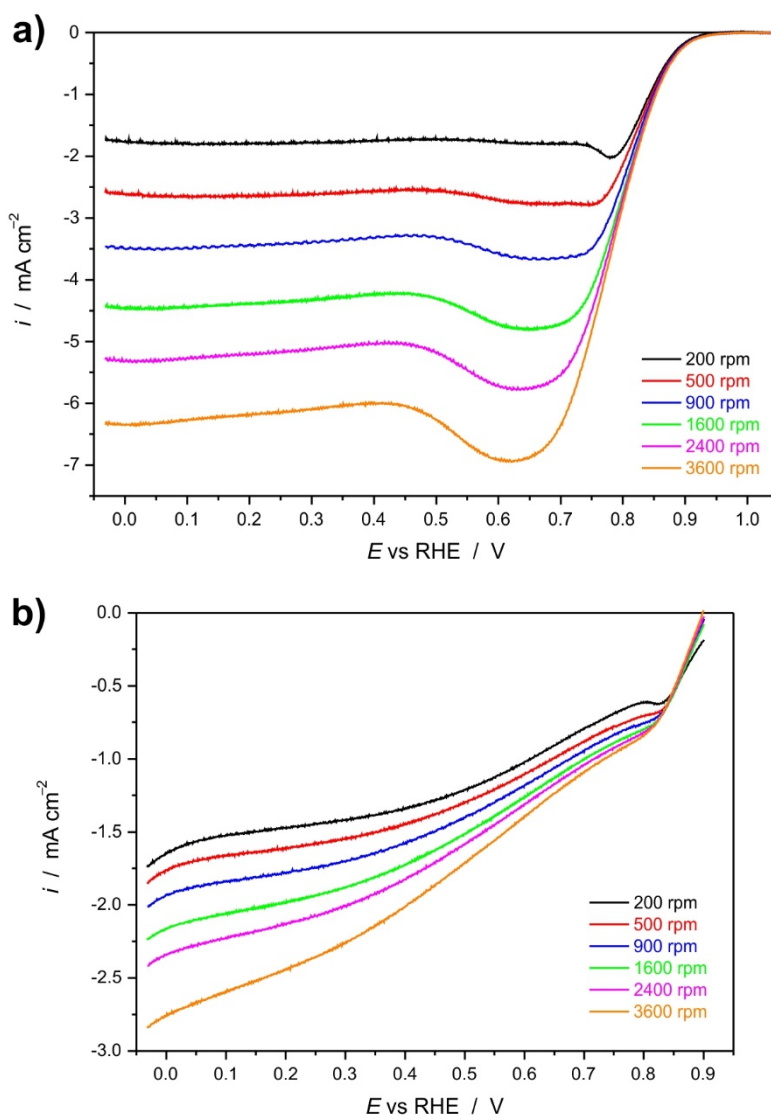 a)
0
-1
-2
-3
-4
-5
-6
-7
i / mA cm⁻²
200 rpm
500 rpm
900 rpm
1600 rpm
2400 rpm
3600 rpm
0.0 0.1 0.2 0.3 0.4 0.5 0.6 0.7 0.8 0.9 1.0
E vs RHE / V
b)
0.0
-0.5
-1.0
-1.5
-2.0
-2.5
-3.0
i / mA cm⁻²
200 rpm
500 rpm
900 rpm
1600 rpm
2400 rpm
3600 rpm
0.0 0.1 0.2 0.3 0.4 0.5 0.6 0.7 0.8 0.9
E vs RHE / V